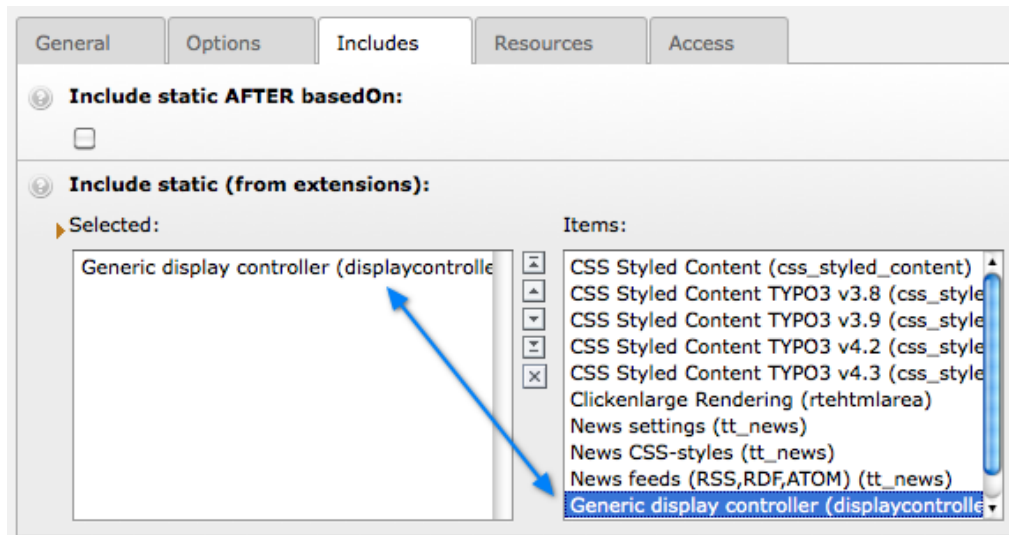 General Options Includes Resources Access
Include static AFTER basedOn:
Include static (from extensions):
Selected: Items:
Generic display controller (displaycontrolle
CSS Styled Content (css_styled_content)
CSS Styled Content TYPO3 v3.8 (css_style
CSS Styled Content TYPO3 v3.9 (css_style
CSS Styled Content TYPO3 v4.2 (css_style
CSS Styled Content TYPO3 v4.3 (css_style
Clickenlarge Rendering (rtehtmlarea)
News settings (tt_news)
News CSS-styles (tt_news)
News feeds (RSS,RDF,ATOM) (tt_news)
Generic display controller (displaycontrolle